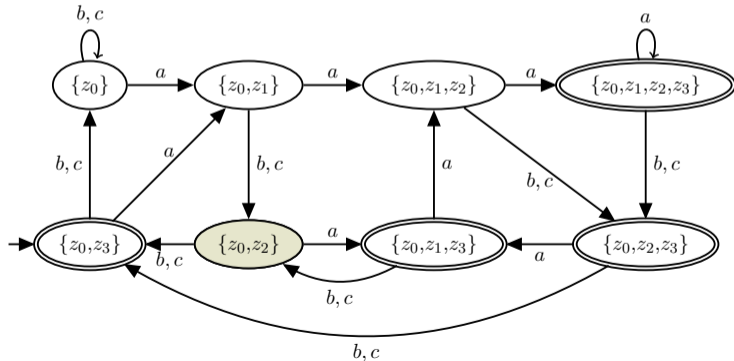 b, c
a
{z₀}
a
{z₀,z₁}
a
{z₀,z₁,z₂}
a
{z₀,z₁,z₂,z₃}
b, c
a
b, c
a
b, c
b, c
{z₀,z₃}
b, c
{z₀,z₂}
a
{z₀,z₁,z₃}
a
{z₀,z₂,z₃}
b, c
b, c